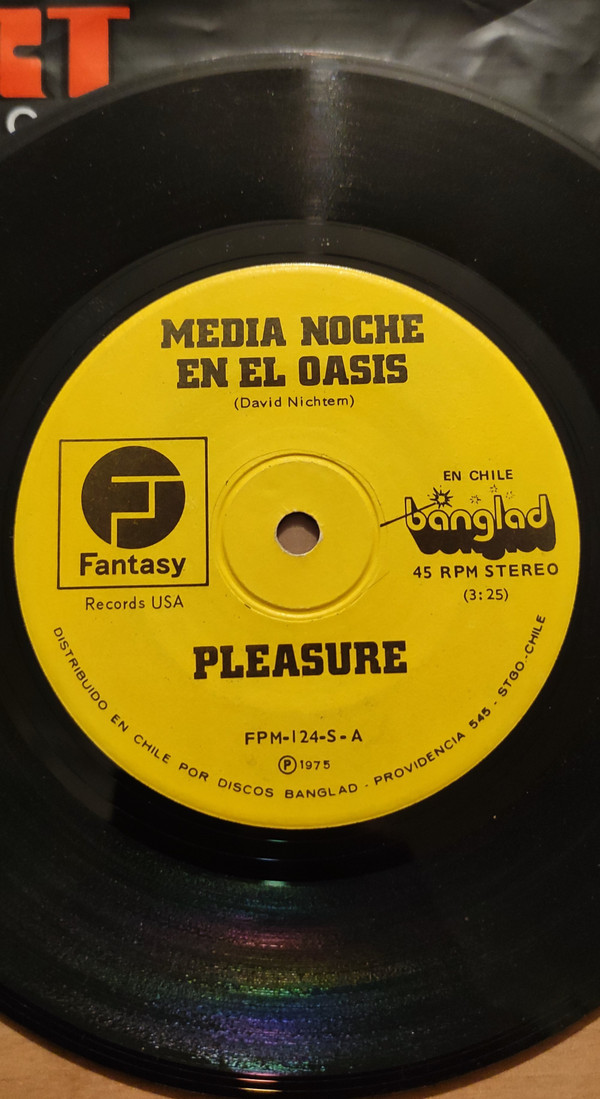 MEDIA NOCHE
EN EL OASIS
(David Nichtem)
Fantasy
Records USA
EN CHILE
banglad
45 RPM STEREO
(3:25)
PLEASURE
FPM-124-S-A
Ⓟ1975
DISTRIBUIDO EN CHILE POR DISCOS BANGLAD - PROVIDENCIA 545 - STGO.-CHILE